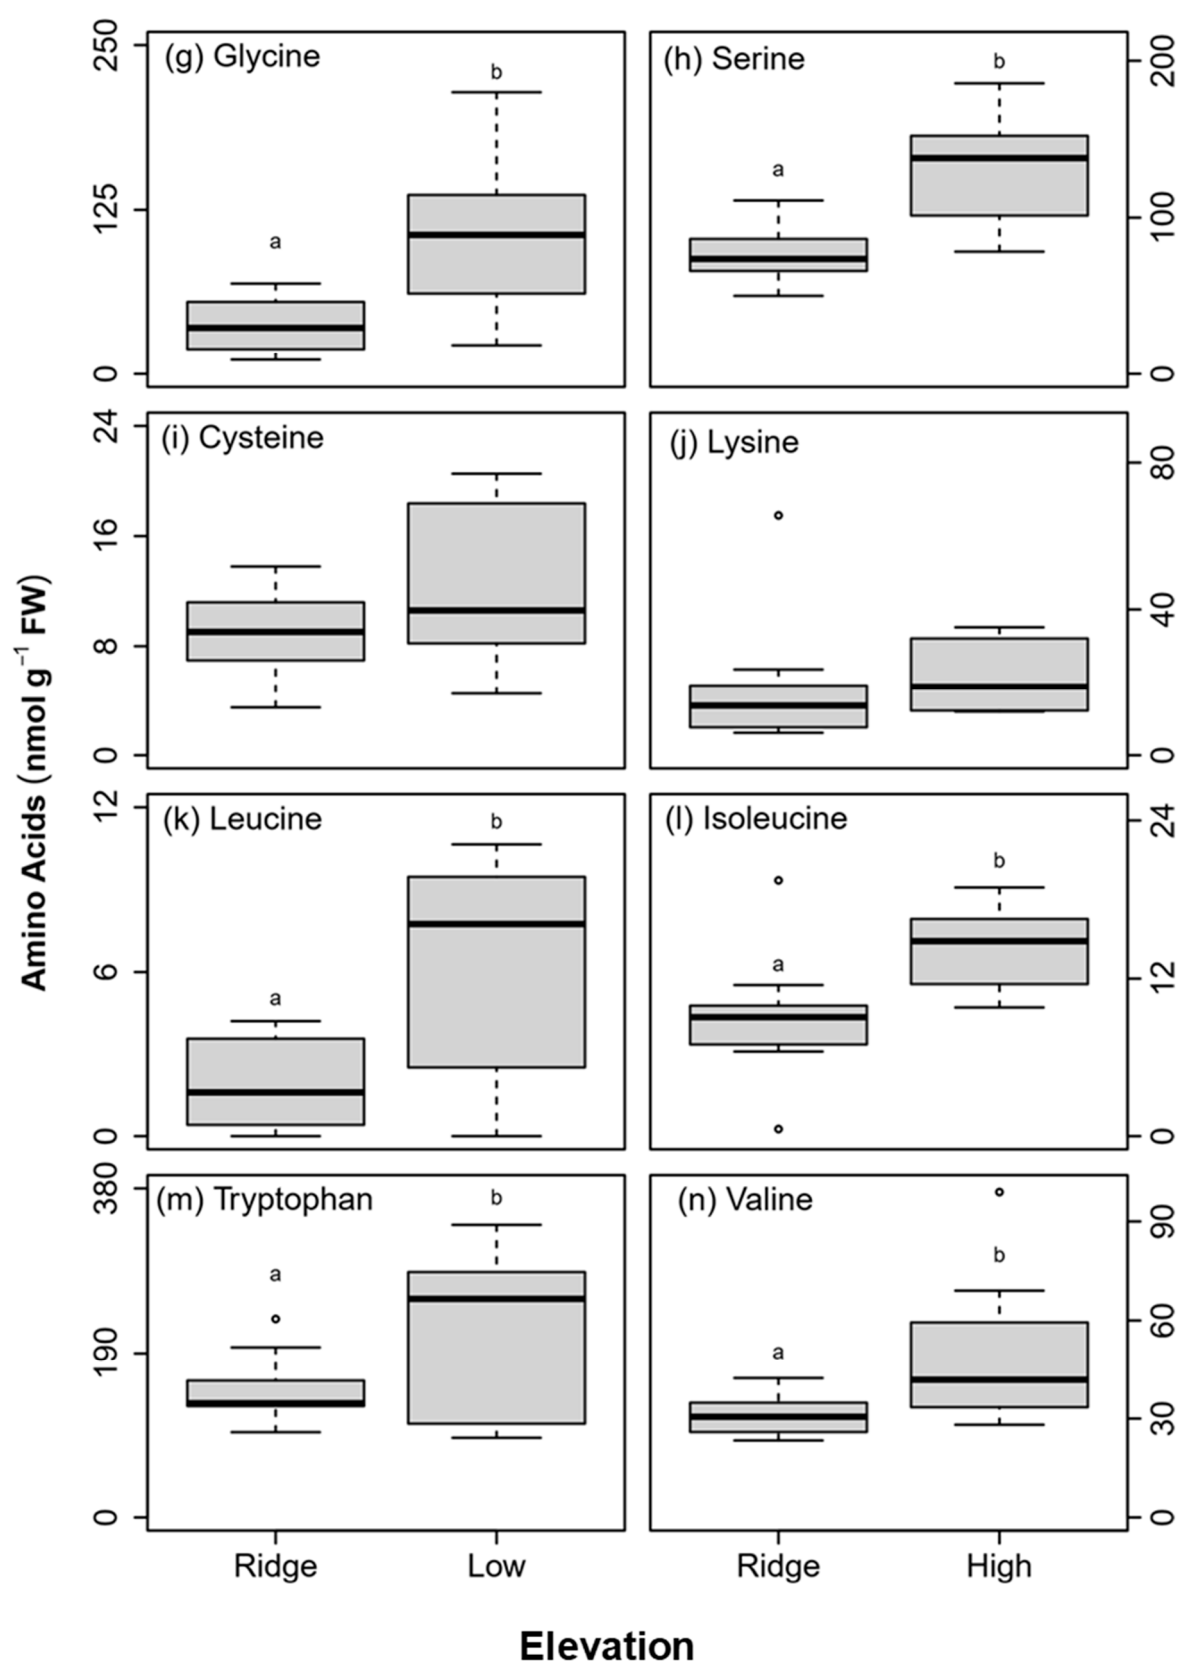 Amino Acids (nmol g⁻¹ FW)
(g) Glycine
250
125
0
a
b
(h) Serine
200
100
0
a
b
(i) Cysteine
24
16
8
0
(j) Lysine
80
40
0
(k) Leucine
12
6
0
a
b
(l) Isoleucine
24
12
0
a
b
(m) Tryptophan
380
190
0
a
b
(n) Valine
90
60
30
0
a
b
Ridge Low Ridge High
Elevation